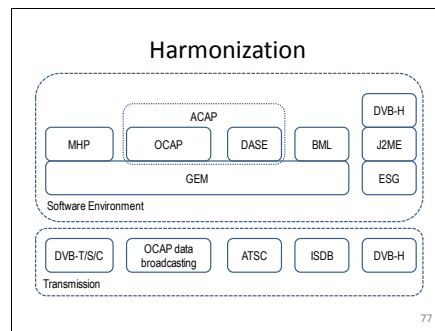 Harmonization
ACAP
DVB-H
MHP
OCAP
DASE
BML
J2ME
GEM
ESG
Software Environment
DVB-T/S/C
OCAP data
broadcasting
ATSC
ISDB
DVB-H
Transmission
77